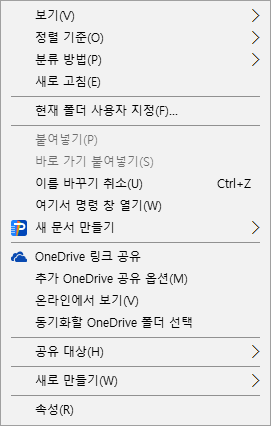 보기(V)
정렬 기준(O)
분류 방법(P)
새로 고침(E)
현재 폴더 사용자 지정(F)...
붙여넣기(P)
바로 가기 붙여넣기(S)
이름 바꾸기 취소(U) Ctrl+Z
여기서 명령 창 열기(W)
새 문서 만들기
OneDrive 링크 공유
추가 OneDrive 공유 옵션(M)
온라인에서 보기(V)
동기화할 OneDrive 폴더 선택
공유 대상(H)
새로 만들기(W)
속성(R)